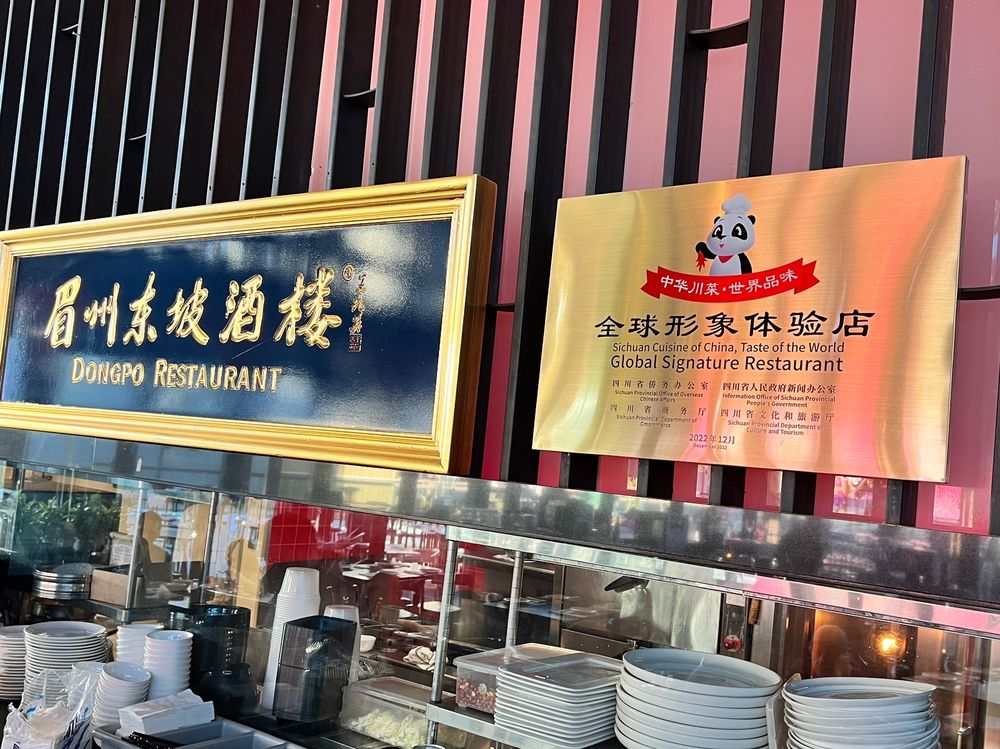 眉州东坡酒楼
DONGPO RESTAURANT
中华川菜·世界品味
全球形象体验店
Sichuan Cuisine of China, Taste of the World
Global Signature Restaurant
四川省侨务办公室
Sichuan Provincial Office of Overseas
Chinese Affairs
四川省人民政府新闻办公室
Information Office of Sichuan Provincial
People's Government
四川省商务厅
Sichuan Provincial Department of
Cmommerce
四川省文化和旅游厅
Sichuan Provincial Department of
Culture and Tourism
2022年12月
December 2022